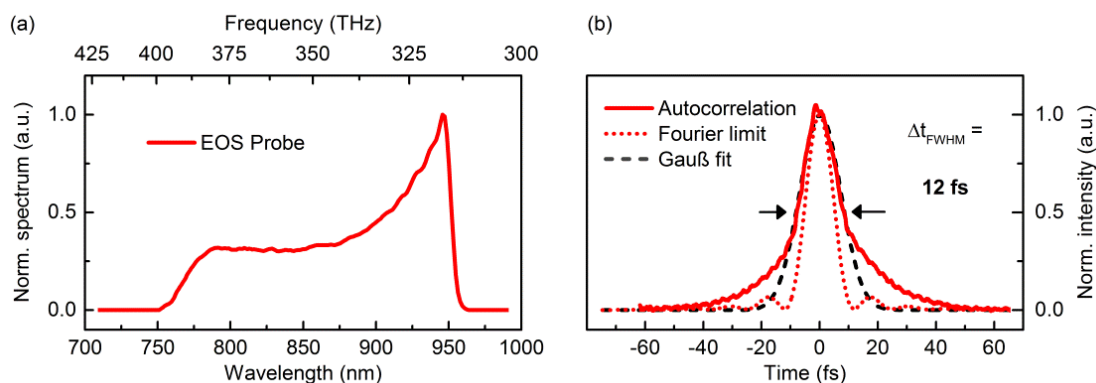 (a)
Frequency (THz)
425 400 375 350 325 300
Norm. spectrum (a.u.)
1.0
0.5
0.0
EOS Probe
700 750 800 850 900 950 1000
Wavelength (nm)
(b)
Autocorrelation
Fourier limit
Gauß fit
Δt_FWHM =
12 fs
1.0
0.5
0.0
Norm. intensity (a.u.)
-60 -40 -20 0 20 40 60
Time (fs)